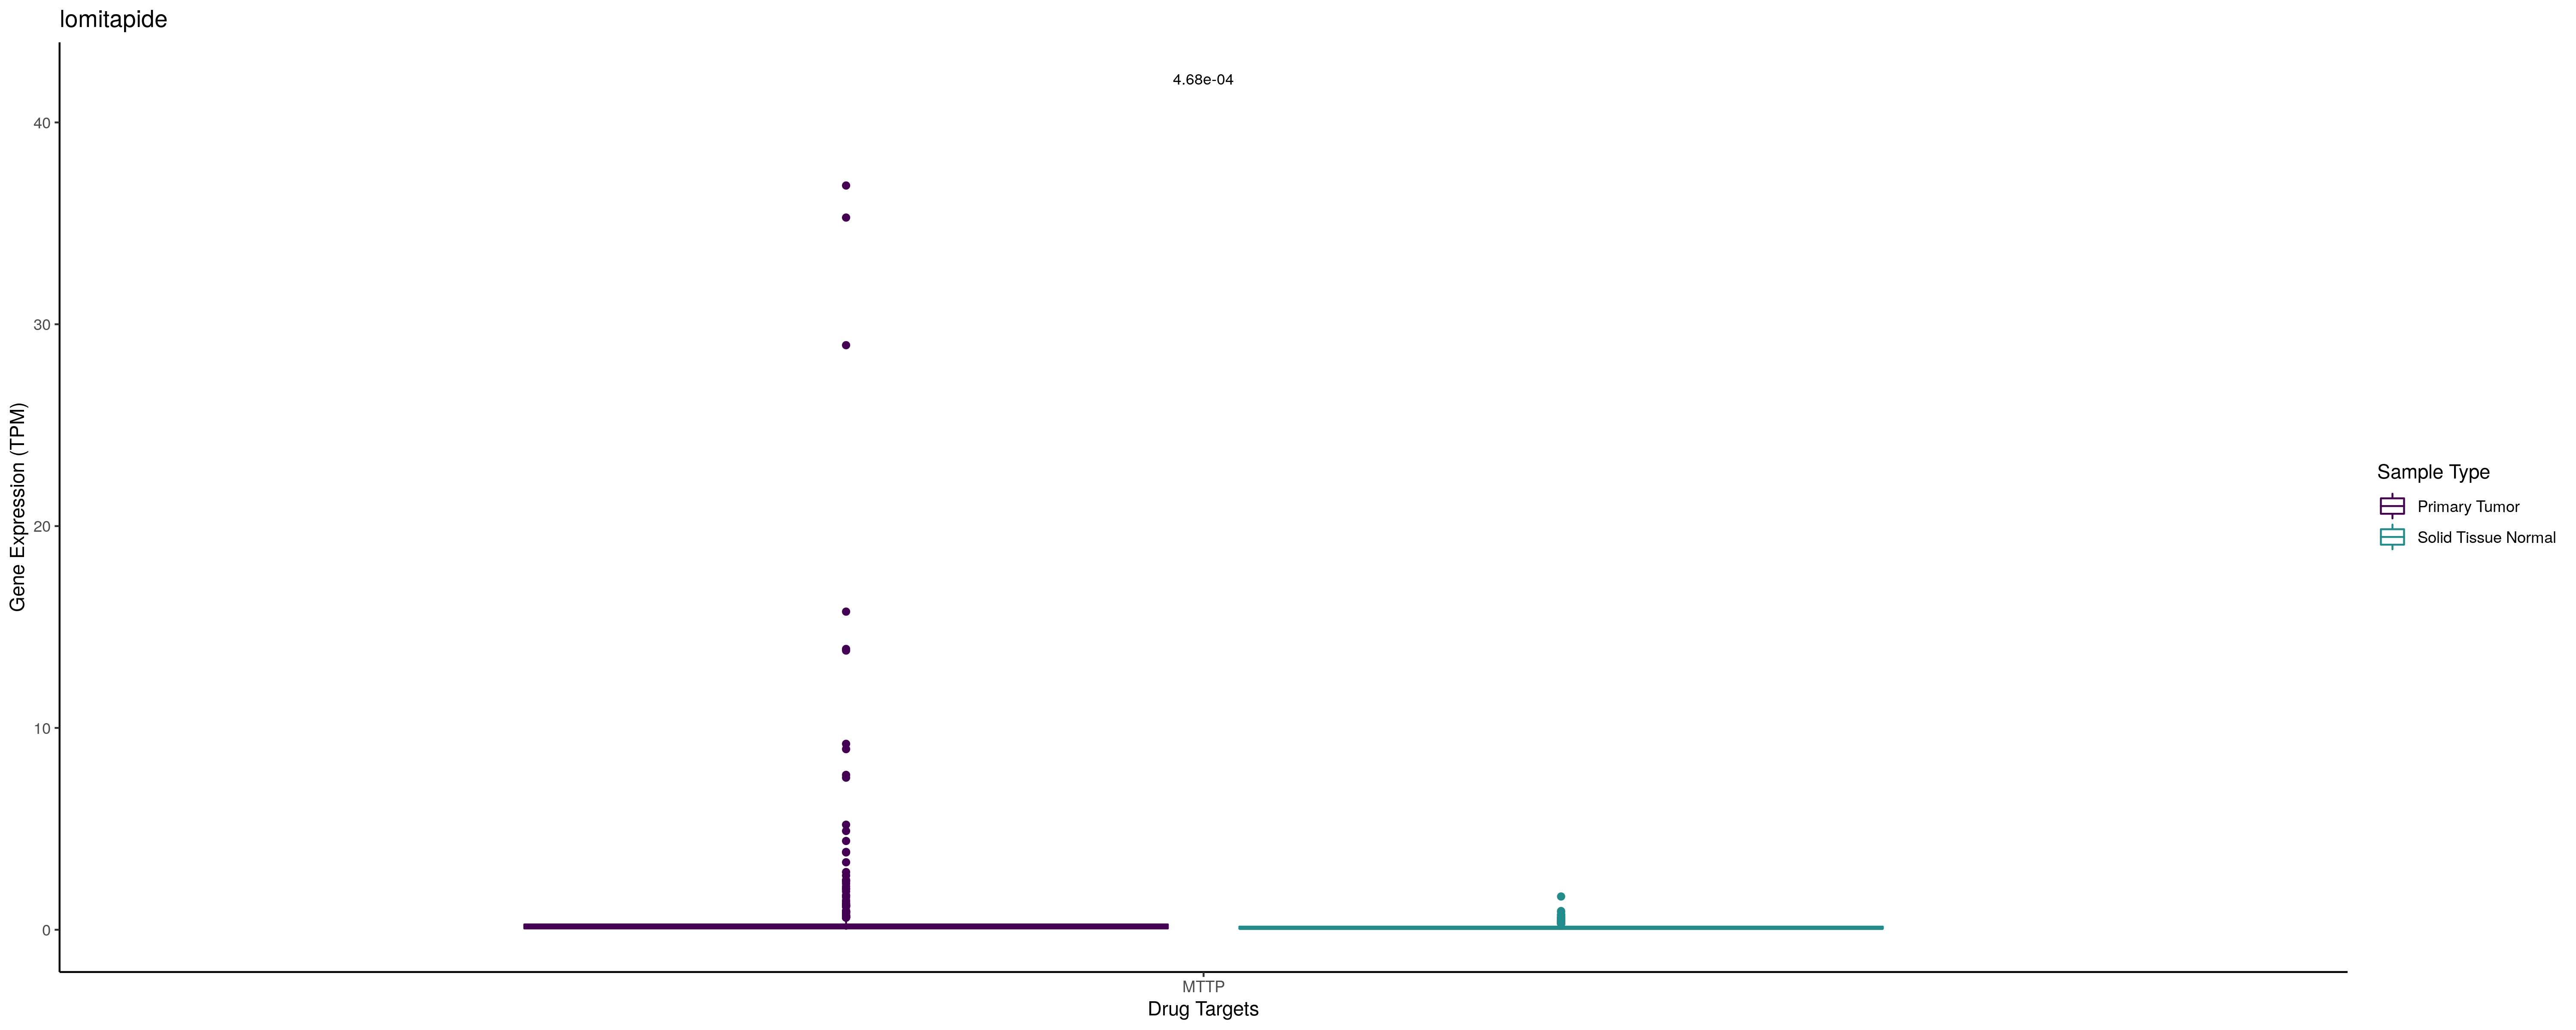 lomitapide
4.68e-04
40
30
20
10
0
Gene Expression (TPM)
MTTP
Drug Targets
Sample Type
Primary Tumor
Solid Tissue Normal